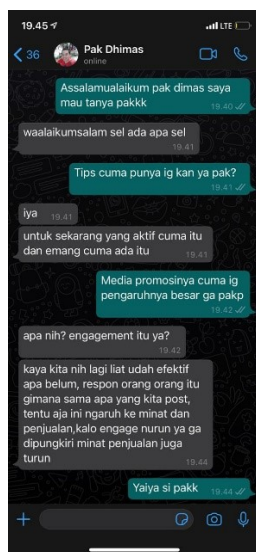 19.45
LTE
36
Pak Dhimas
online
Assalamualaikum pak dimas saya
mau tanya pakkk
19.40
waalaikumsalam sel ada apa sel
19.41
Tips cuma punya ig kan ya pak?
19.41
iya
19.41
untuk sekarang yang aktif cuma itu
dan emang cuma ada itu
19.41
Media promosinya cuma ig
pengaruhnya besar ga pakp
19.42
apa nih? engagement itu ya?
19.42
kaya kita nih lagi liat udah efektif
apa belum, respon orang orang itu
gimana sama apa yang kita post,
tentu aja ini ngaruh ke minat dan
penjualan,kalo engage nurun ya ga
dipungkiri minat penjualan juga
turun
19.44
Yaiya si pakk
19.44